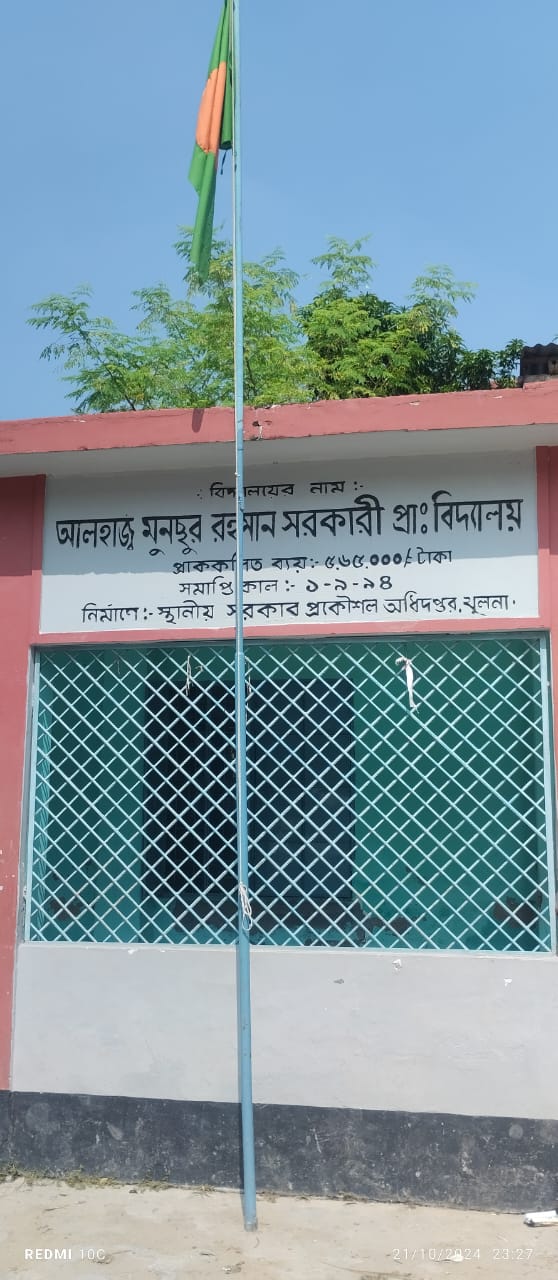 : বিদ্যালয়ের নাম :-
আলহাজ্ব মুনছুর রহমান সরকারী প্রাঃ বিদ্যালয়
প্রাককলিত ব্যয়:- ৫৬৫,০০০/= টাকা
সমাপ্তি কাল :- ১-৯-৯৪
নির্মাণে :- স্থানীয় সরকার প্রকৌশল অধিদপ্তর, খুলনা.
REDMI 10C
21/10/2024 23:27